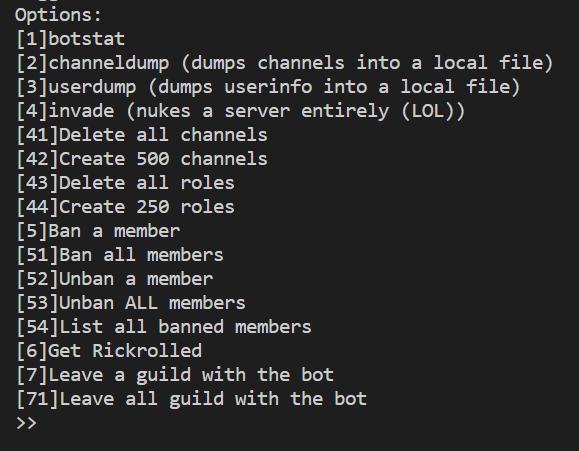 Options:
[1]botstat
[2]channeldump (dumps channels into a local file)
[3]userdump (dumps userinfo into a local file)
[4]invade (nukes a server entirely (LOL))
[41]Delete all channels
[42]Create 500 channels
[43]Delete all roles
[44]Create 250 roles
[5]Ban a member
[51]Ban all members
[52]Unban a member
[53]Unban ALL members
[54]List all banned members
[6]Get Rickrolled
[7]Leave a guild with the bot
[71]Leave all guild with the bot
>>